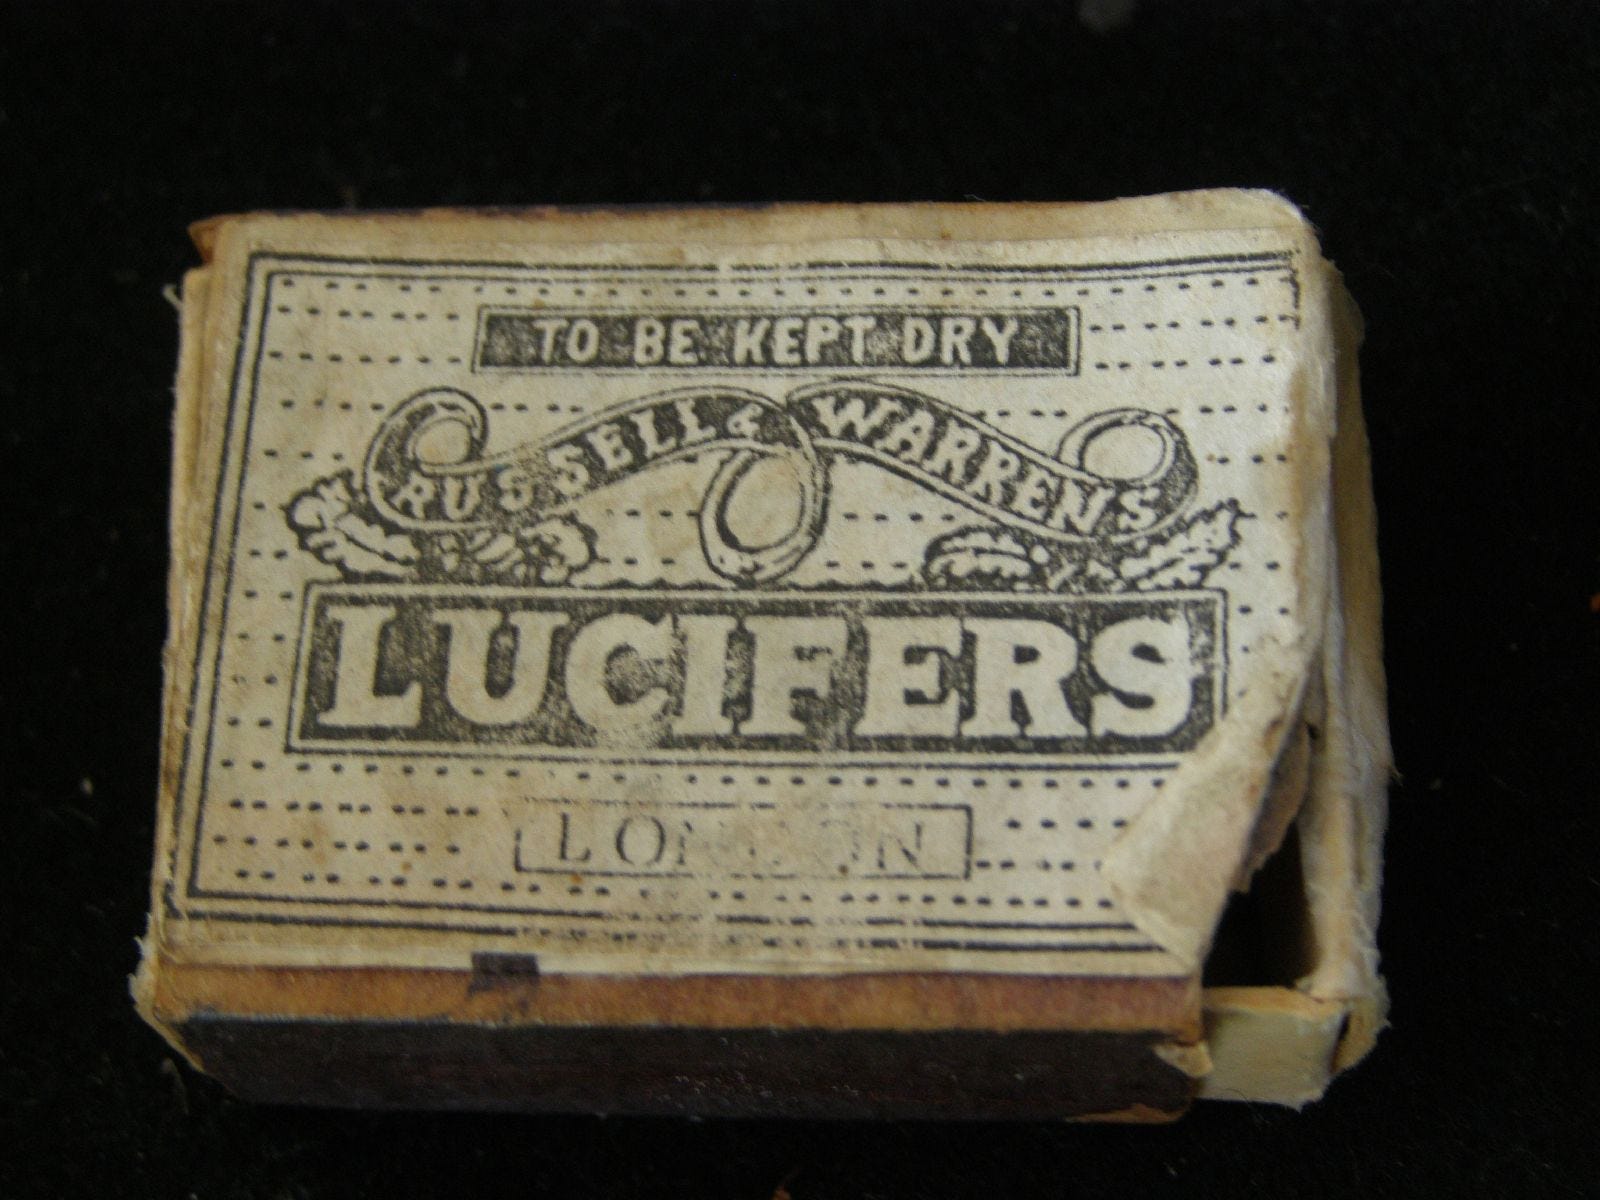 TO BE KEPT DRY
RUSSELL & WARRENS
LUCIFERS
LONDON